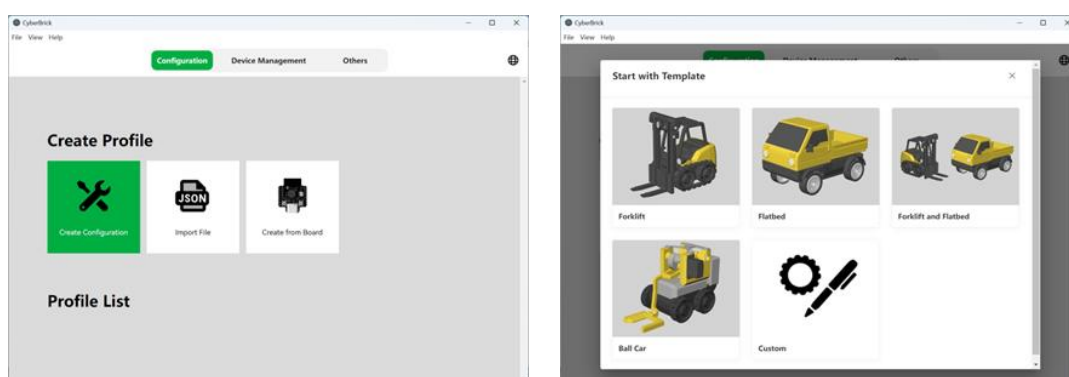 CyberBrick
File View Help
Configuration Device Management Others
Create Profile
JSON
Create Configuration Import File Create from Board
Profile List
CyberBrick
File View Help
Start with Template
Forklift Flatbed Forklift and Flatbed
Ball Car Custom